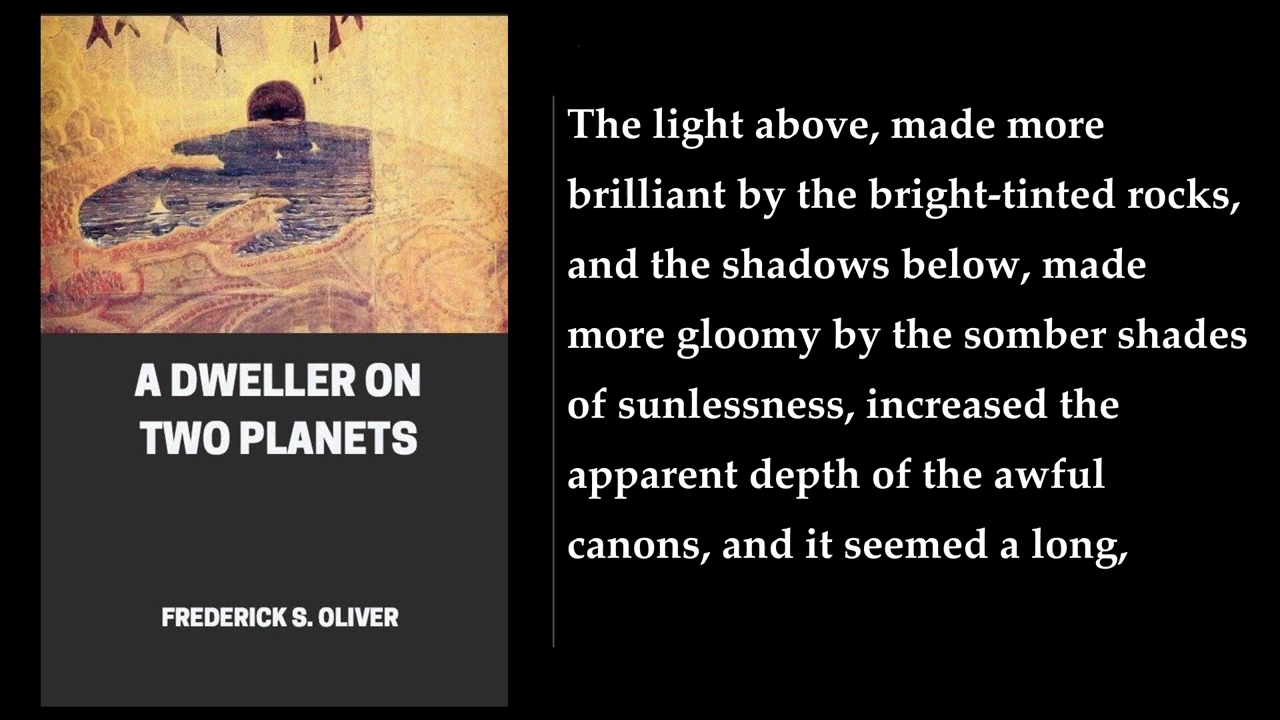 A DWELLER ON
TWO PLANETS
FREDERICK S. OLIVER
The light above, made more
brilliant by the bright-tinted rocks,
and the shadows below, made
more gloomy by the somber shades
of sunlessness, increased the
apparent depth of the awful
canons, and it seemed a long,